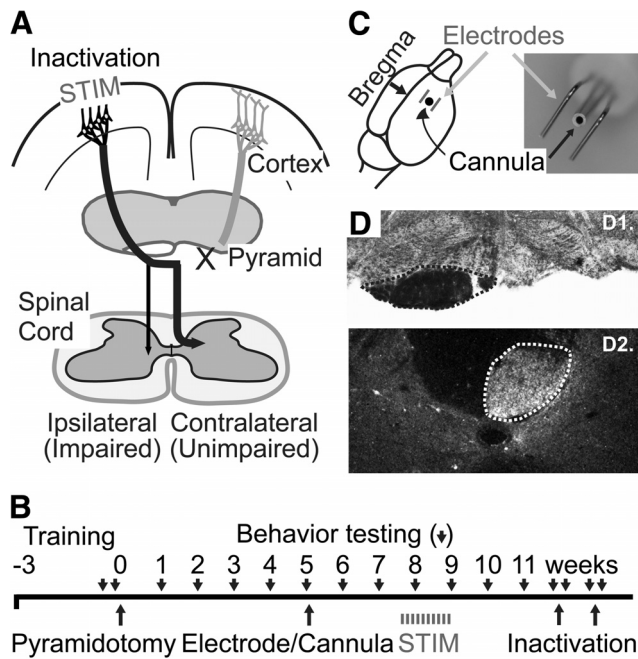 A
Inactivation
STIM
Cortex
X Pyramid
Spinal
Cord
Ipsilateral Contralateral
(Impaired) (Unimpaired)
C
Bregma
Electrodes
Cannula
D
D1.
D2.
B
Training Behavior testing ( )
-3 0 1 2 3 4 5 6 7 8 9 10 11 weeks
Pyramidotomy Electrode/Cannula STIM Inactivation